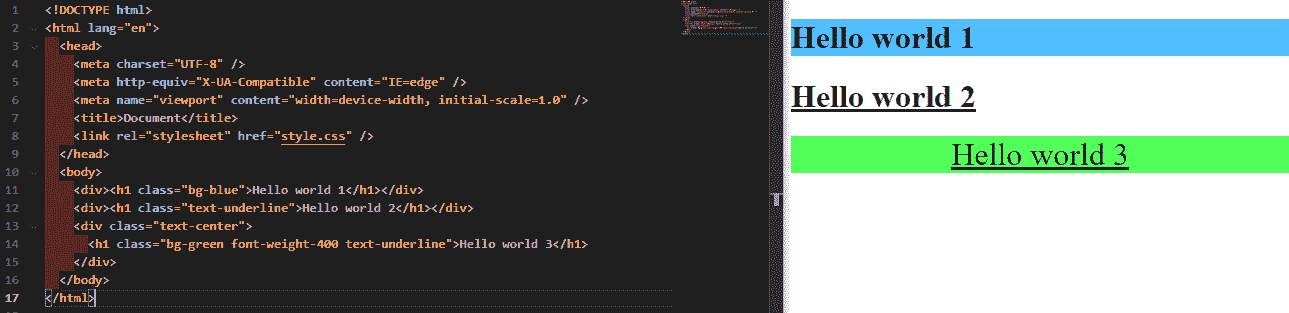 1 <!DOCTYPE html>
2 <html lang="en">
3 <head>
4 <meta charset="UTF-8" />
5 <meta http-equiv="X-UA-Compatible" content="IE=edge" />
6 <meta name="viewport" content="width=device-width, initial-scale=1.0" />
7 <title>Document</title>
8 <link rel="stylesheet" href="style.css" />
9 </head>
10 <body>
11 <div><h1 class="bg-blue">Hello world 1</h1></div>
12 <div><h1 class="text-underline">Hello world 2</h1></div>
13 <div class="text-center">
14 <h1 class="bg-green font-weight-400 text-underline">Hello world 3</h1>
15 </div>
16 </body>
17 </html>
Hello world 1
Hello world 2
Hello world 3